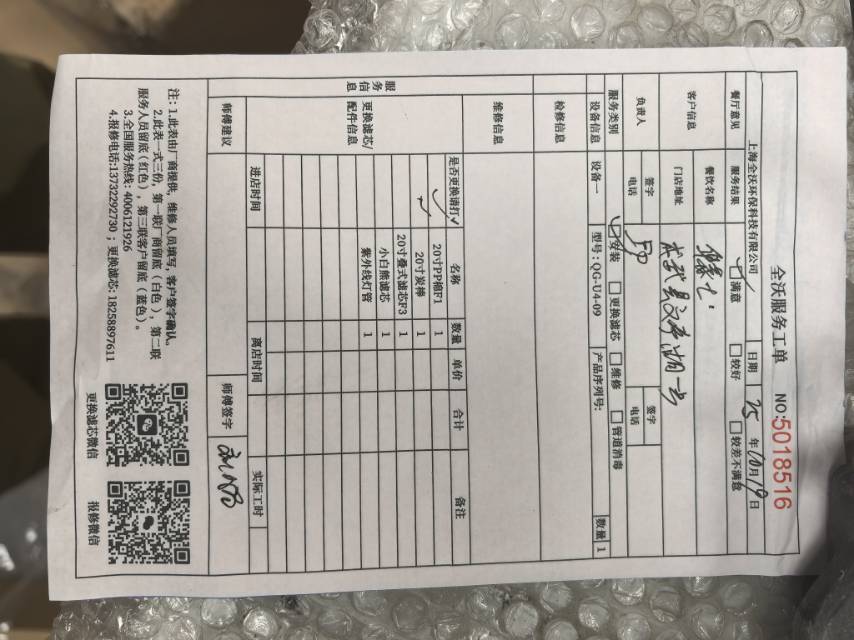 全沃服务工单 NO:5018516
上海全沃环保科技有限公司 日期 25 年 10 月 19 日
餐厅意见 服务结果 ☑满意 □较好 □较差不满意
客户信息 餐饮名称
门店地址 号
负责人 签字 签字
电话 电话
服务类别 ☑安装 □更换滤芯 □维修 □管道消毒
设备信息 设备一 型号:QG-U4-09 产品序列号: 数量 1
检修信息
维修信息
服务信息
更换滤芯/配件信息 是否更换请打✓ 名称 数量 单价 合计 备注
✓ 20寸PP棉F1 1
✓ 20寸炭棒 1
20寸叠式滤芯F3 1
小白熊滤芯 1
紫外线灯管 1
进店时间 离店时间 实际工时
师傅建议 师傅签字
注: 1.此表由厂商提供, 维修人员填写, 客户签字确认.
2.此表一式三份, 第一联厂商留底 (白色), 第二联
服务人员留底 (红色), 第三联客户留底 (蓝色).
3.全国服务热线: 4006121926
4.报修电话:13732292730 ; 更换滤芯: 18258897611
更换滤芯微信 报修微信